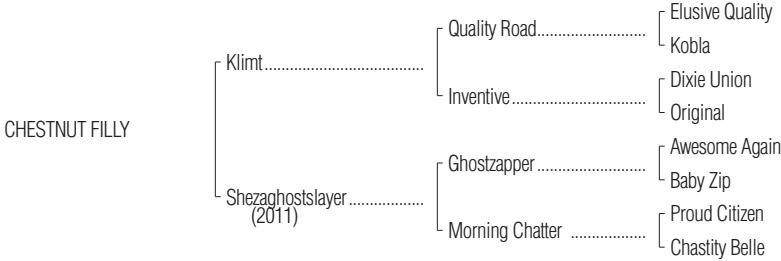 Elusive Quality
Quality Road..........................
Kobla
Klimt.....................................
Dixie Union
Inventive................................
Original
CHESTNUT FILLY
Awesome Again
Ghostzapper..........................
Baby Zip
Shezaghostslayer.................
(2011)
Proud Citizen
Morning Chatter ..................
Chastity Belle